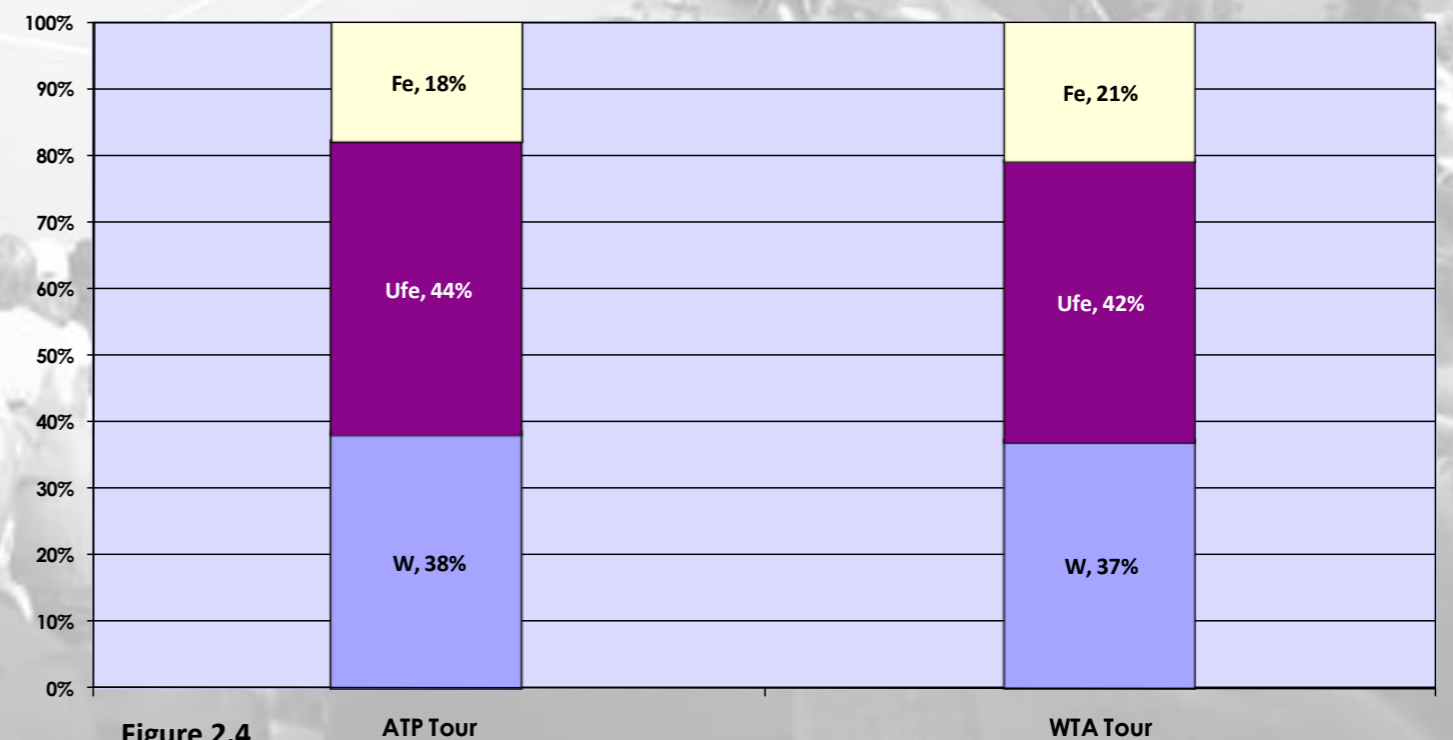 100%
90%
80%
70%
60%
50%
40%
30%
20%
10%
0%
Fe, 18%
Ufe, 44%
W, 38%
Fe, 21%
Ufe, 42%
W, 37%
ATP Tour
WTA Tour
Figure 2.4